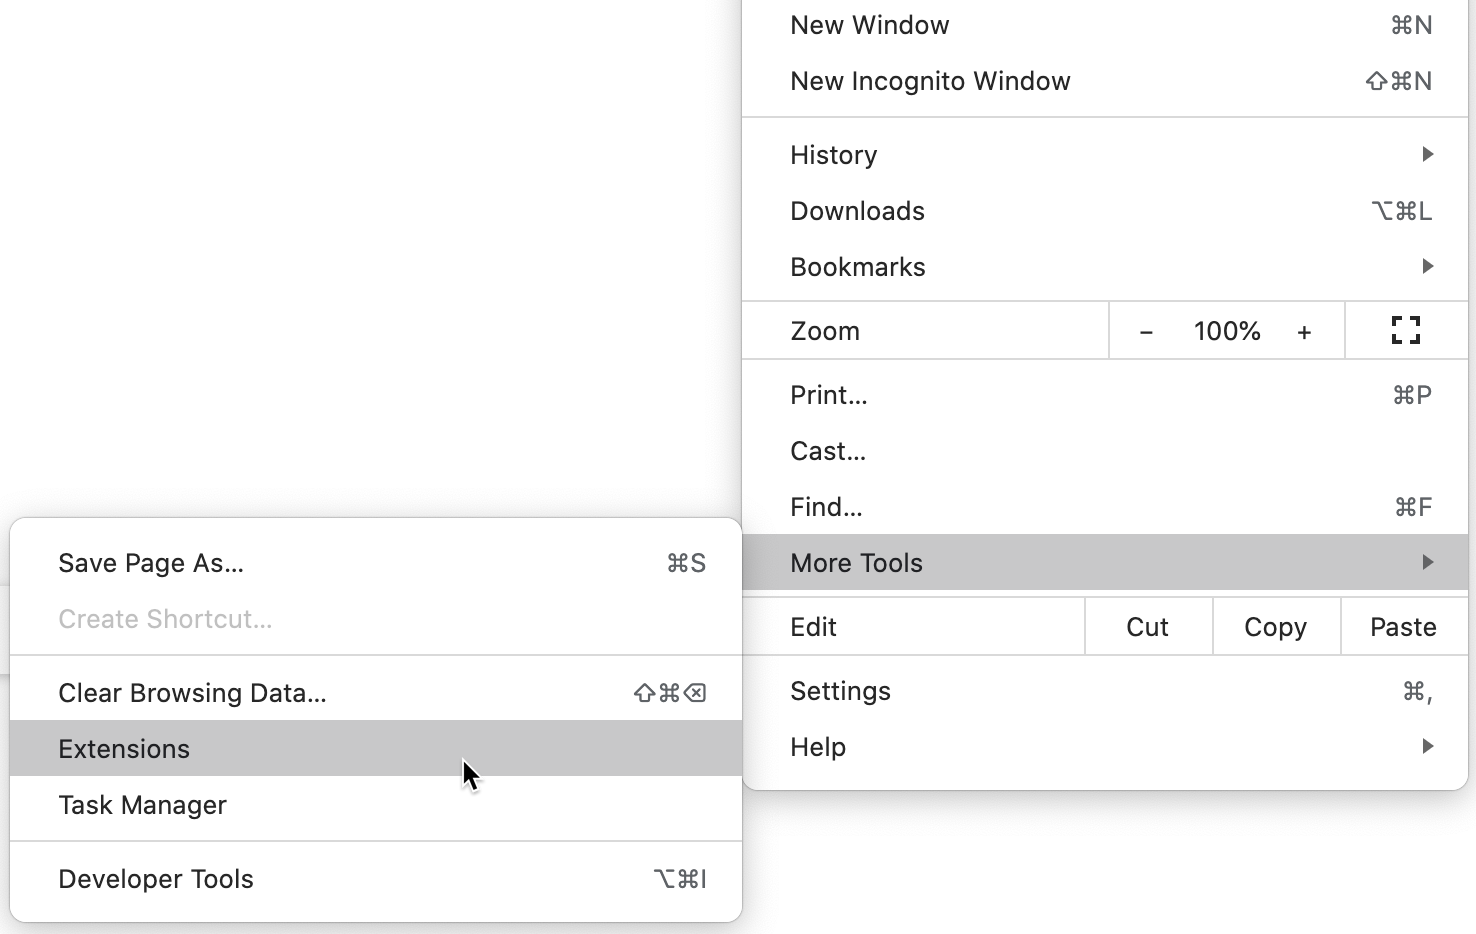 New Window ⌘N
New Incognito Window ⇧⌘N
History
Downloads ⌥⌘L
Bookmarks
Zoom − 100% +
Print... ⌘P
Cast...
Find... ⌘F
More Tools
Edit Cut Copy Paste
Settings ⌘,
Help
Save Page As... ⌘S
Create Shortcut...
Clear Browsing Data... ⇧⌘⌫
Extensions
Task Manager
Developer Tools ⌥⌘I